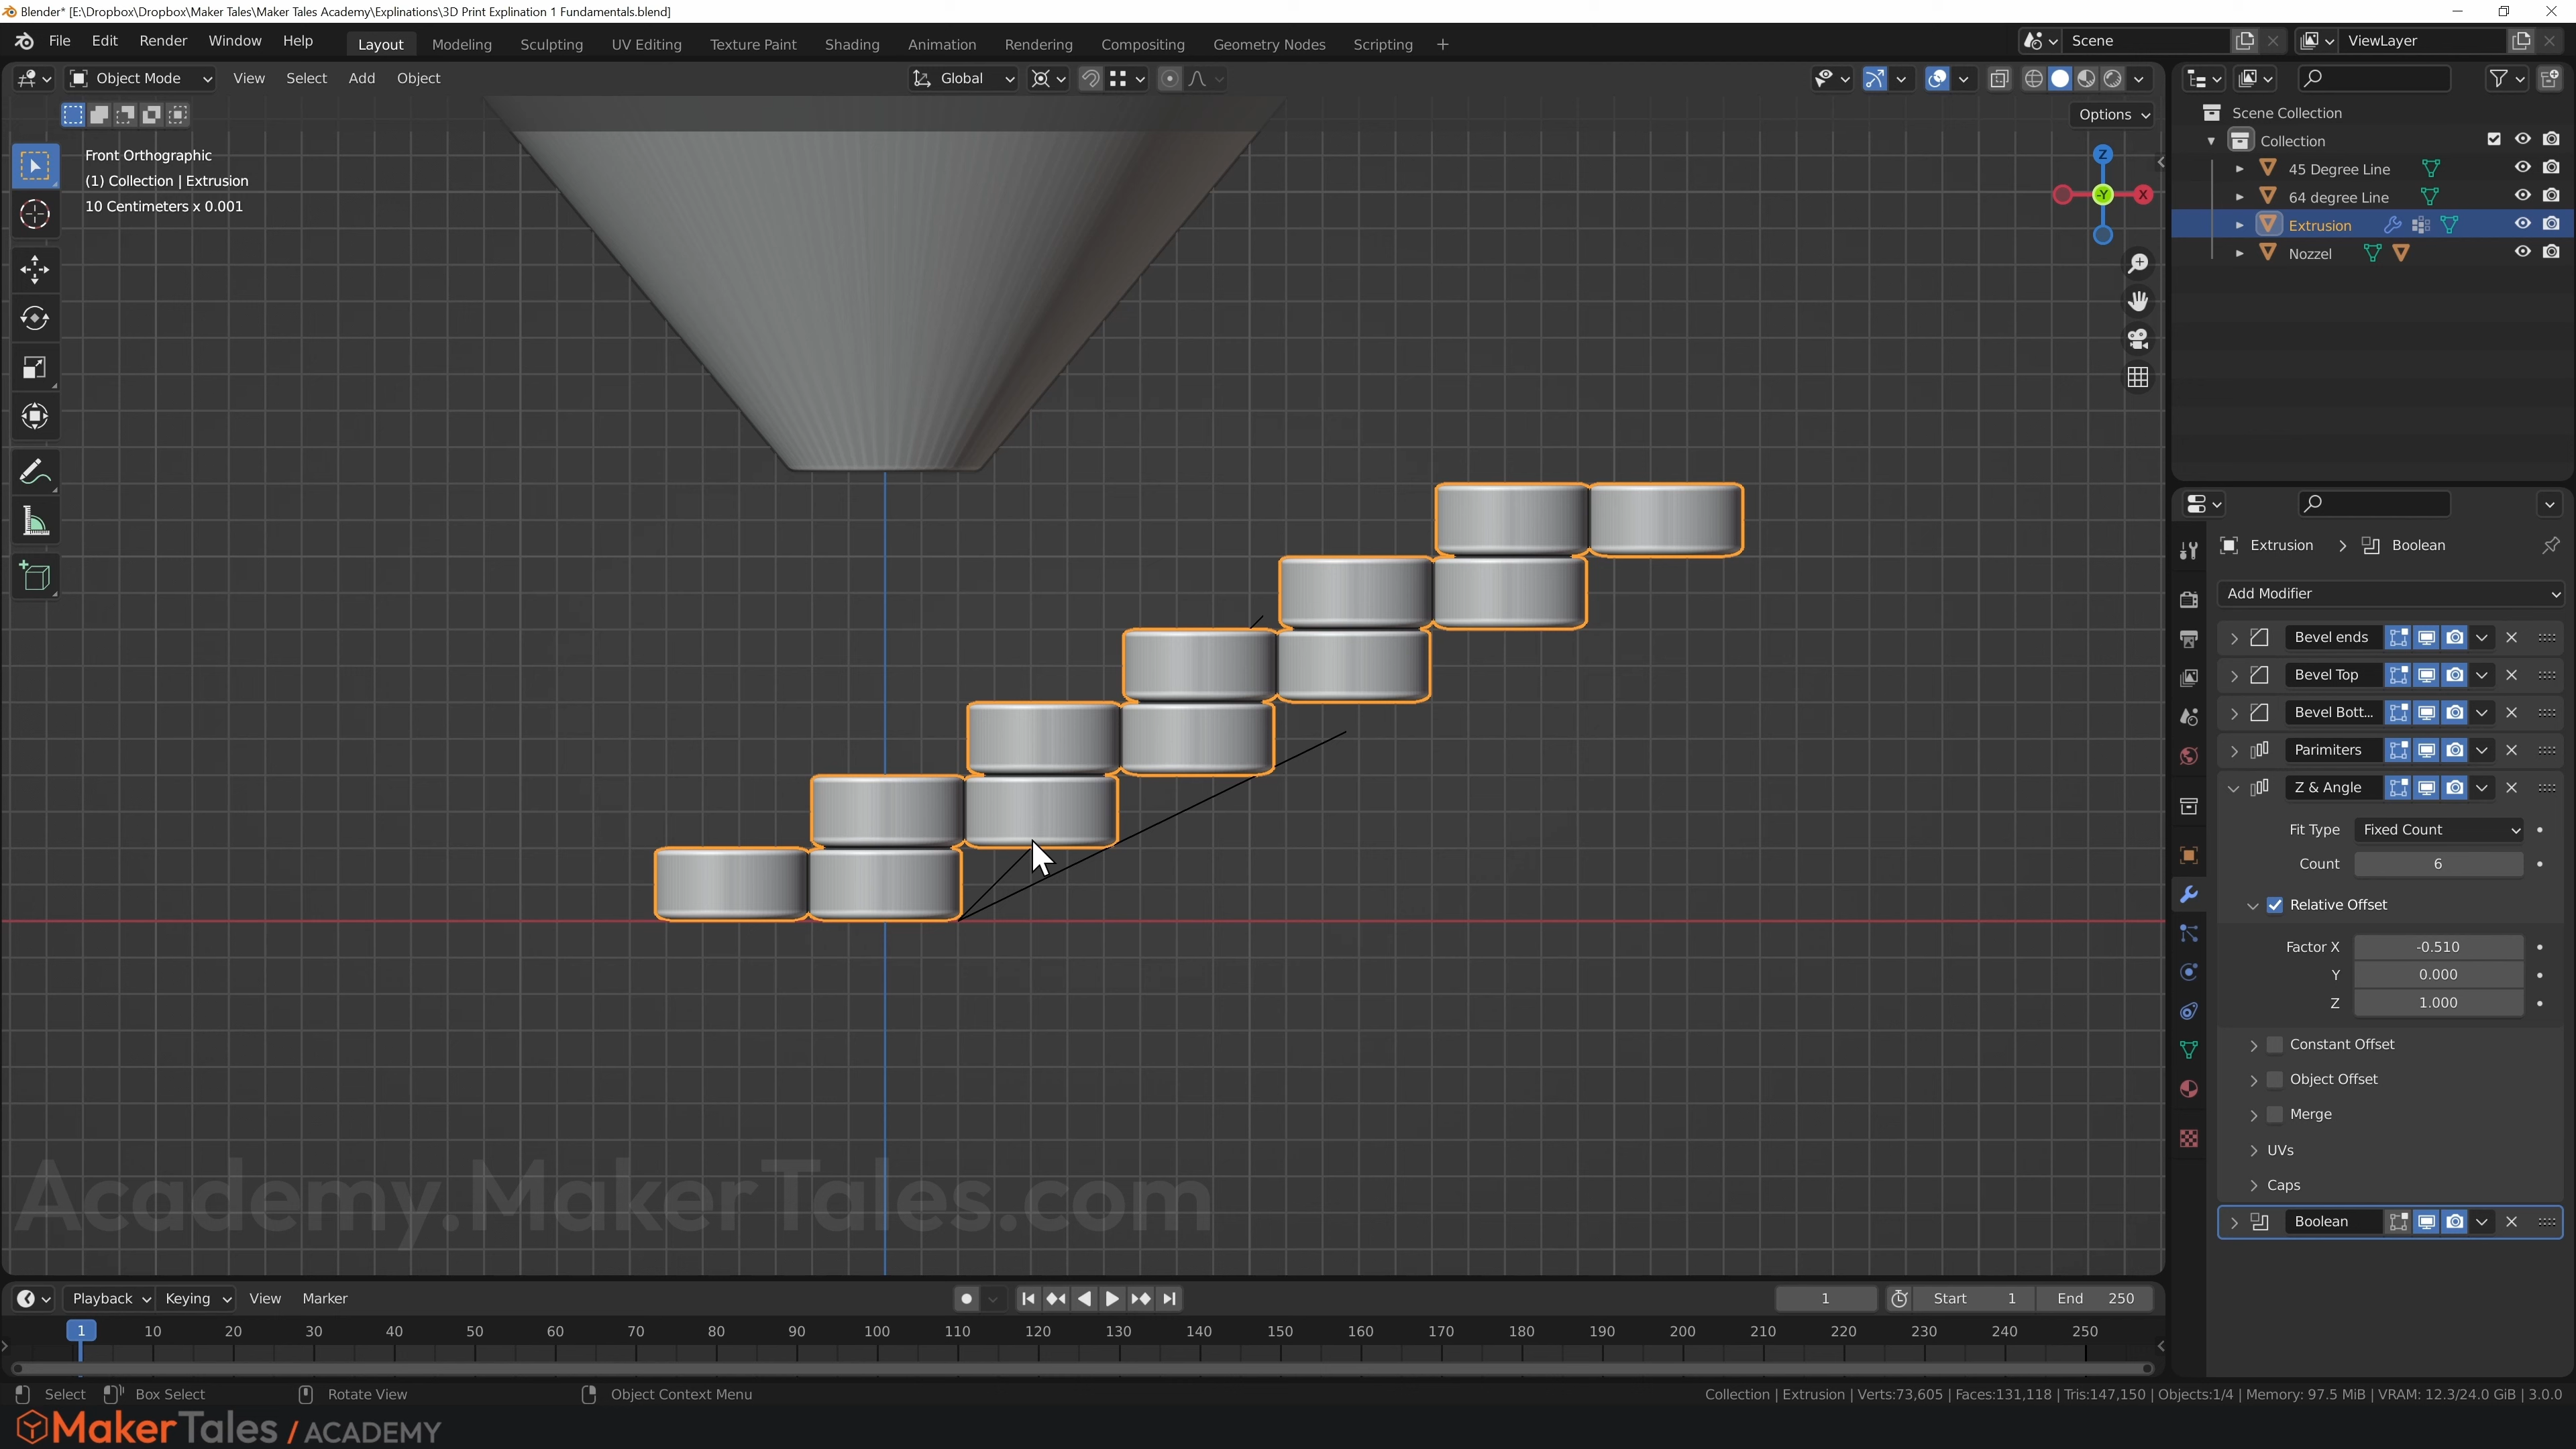 Blender* [E:\Dropbox\Dropbox\Maker Tales\Maker Tales Academy\Explinations\3D Print Explination 1 Fundamentals.blend]
File Edit Render Window Help Layout Modeling Sculpting UV Editing Texture Paint Shading Animation Rendering Compositing Geometry Nodes Scripting + Scene ViewLayer
Object Mode View Select Add Object Global
Options
Front Orthographic
(1) Collection | Extrusion
10 Centimeters x 0.001
Z
-Y
X
Scene Collection
Collection
45 Degree Line
64 degree Line
Extrusion
Nozzel
Extrusion > Boolean
Add Modifier
Bevel ends
Bevel Top
Bevel Bott...
Parimiters
Z & Angle
Fit Type Fixed Count
Count 6
Relative Offset
Factor X -0.510
Y 0.000
Z 1.000
Constant Offset
Object Offset
Merge
UVs
Caps
Boolean
Academy.MakerTales.com
Playback Keying View Marker 1 Start 1 End 250
1 10 20 30 40 50 60 70 80 90 100 110 120 130 140 150 160 170 180 190 200 210 220 230 240 250
Select Box Select Rotate View Object Context Menu Collection | Extrusion | Verts:73,605 | Faces:131,118 | Tris:147,150 | Objects:1/4 | Memory: 97.5 MiB | VRAM: 12.3/24.0 GiB | 3.0.0
MakerTales / ACADEMY